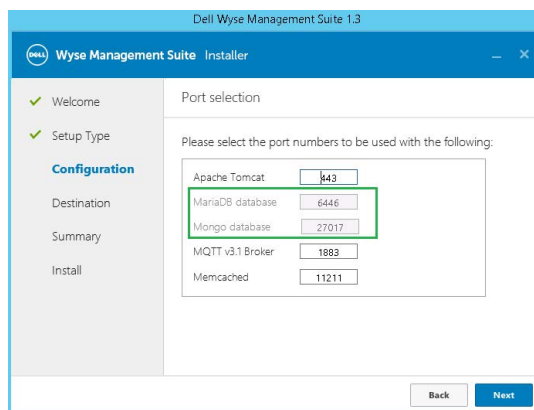 Dell Wyse Management Suite 1.3
DELL Wyse Management Suite Installer
Welcome
Setup Type
Configuration
Destination
Summary
Install
Port selection
Please select the port numbers to be used with the following:
Apache Tomcat 443
MariaDB database 6446
Mongo database 27017
MQTT v3.1 Broker 1883
Memcached 11211
Back Next